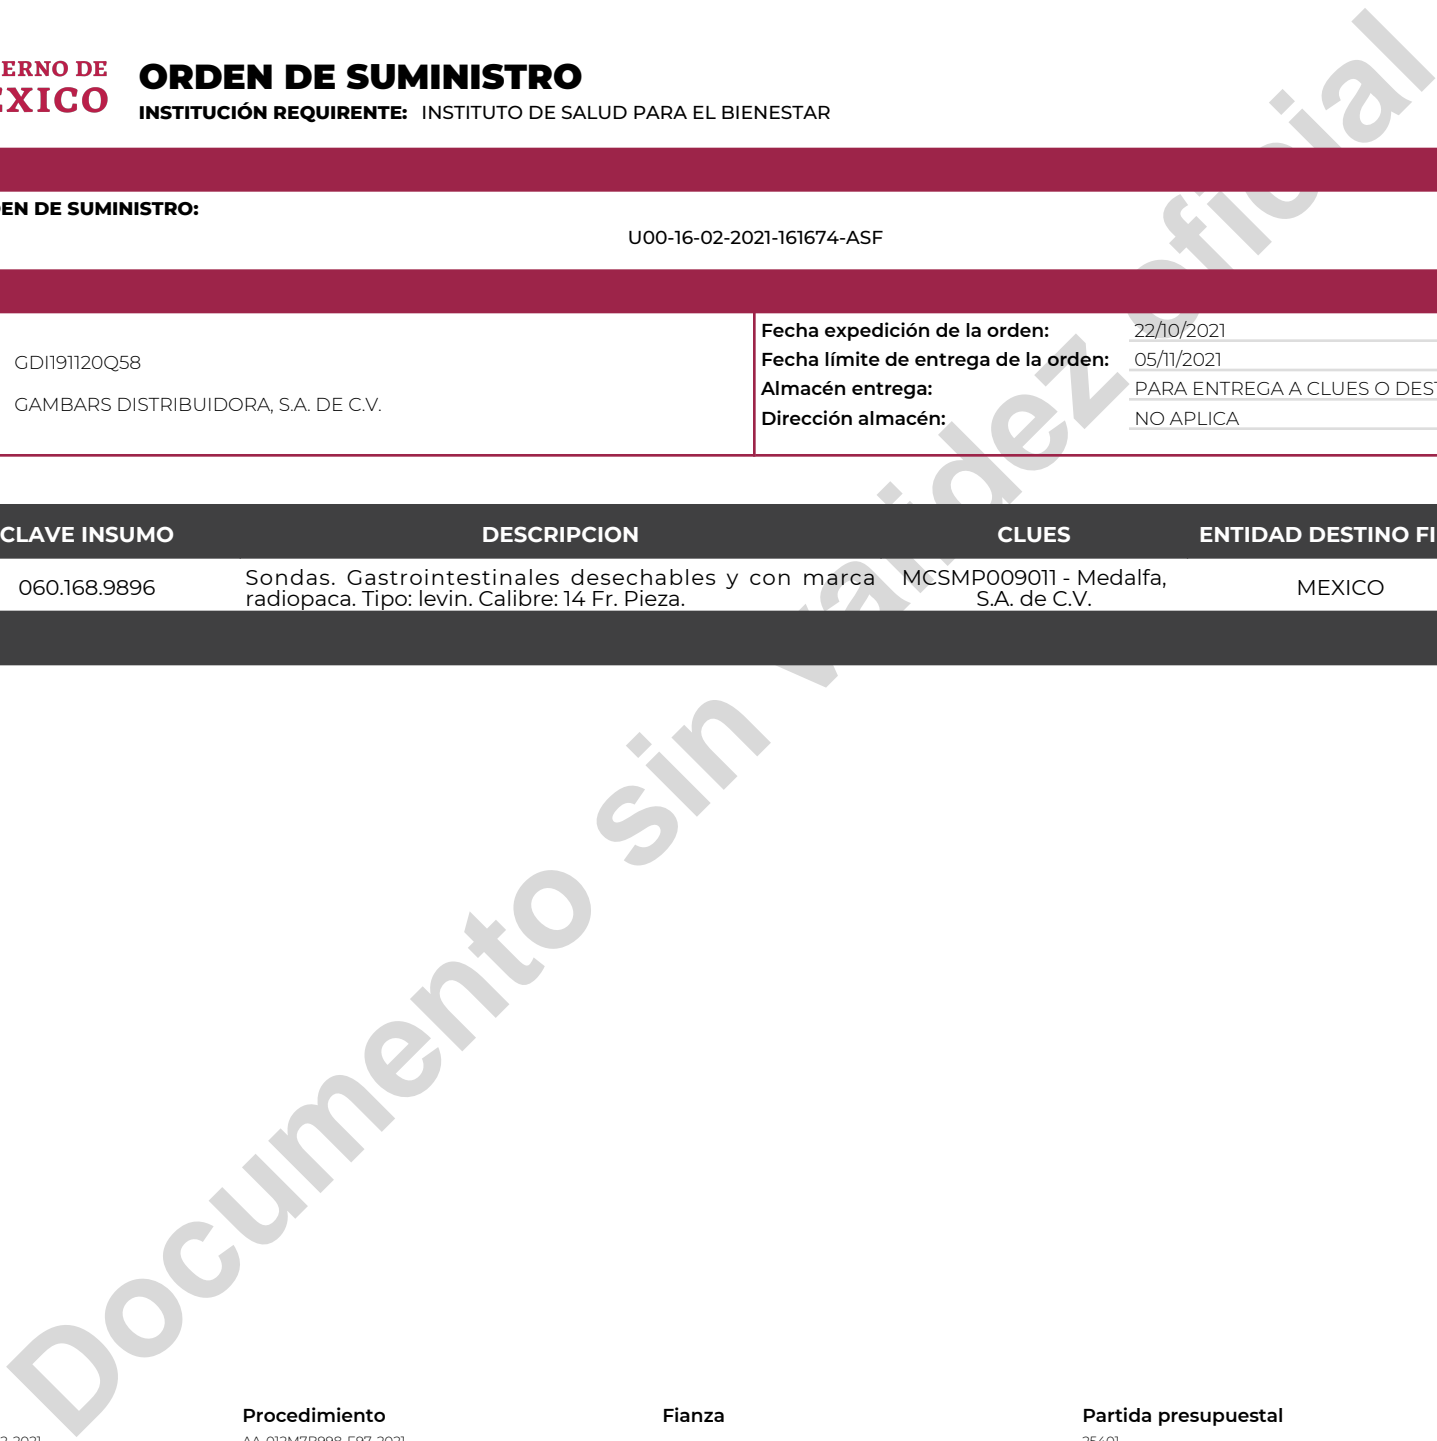 ERNO DE
EXICO
ORDEN DE SUMINISTRO
INSTITUCIÓN REQUIRENTE: INSTITUTO DE SALUD PARA EL BIENESTAR
EN DE SUMINISTRO:
U00-16-02-2021-161674-ASF
GDI191120Q58
GAMBARS DISTRIBUIDORA, S.A. DE C.V.
Fecha expedición de la orden: 22/10/2021
Fecha límite de entrega de la orden: 05/11/2021
Almacén entrega: PARA ENTREGA A CLUES O DEST
Dirección almacén: NO APLICA
CLAVE INSUMO DESCRIPCION CLUES ENTIDAD DESTINO FI
060.168.9896
Sondas. Gastrointestinales desechables y con marca
radiopaca. Tipo: levin. Calibre: 14 Fr. Pieza.
MCSMP009011 - Medalfa,
S.A. de C.V.
MEXICO
Documento sin validez oficial
Procedimiento Fianza Partida presupuestal